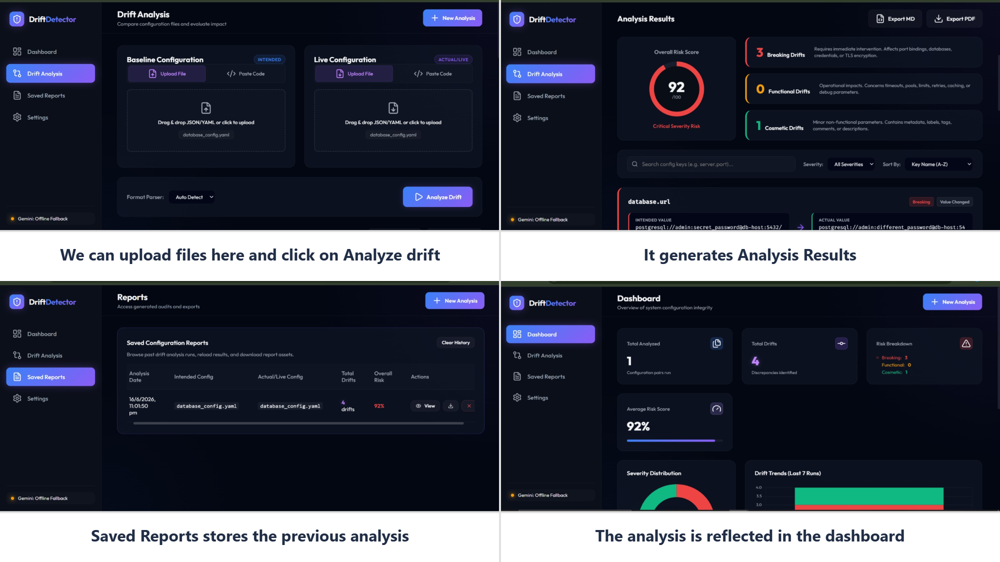 DriftDetector
Dashboard
Drift Analysis
Saved Reports
Settings
Gemini: Offline Fallback
Drift Analysis
Compare configuration files and evaluate impact
New Analysis
Baseline Configuration
INTENDED
Upload File
Paste Code
Drag & drop JSON/YAML or click to upload
database_config.yaml
Live Configuration
ACTUAL/LIVE
Upload File
Paste Code
Drag & drop JSON/YAML or click to upload
database_config.yaml
Format Parser:
Auto Detect
Analyze Drift
We can upload files here and click on Analyze drift
DriftDetector
Dashboard
Drift Analysis
Saved Reports
Settings
Gemini: Offline Fallback
Analysis Results
Export MD
Export PDF
Overall Risk Score
92
/100
Critical Severity Risk
3 Breaking Drifts
Requires immediate intervention. Affects port bindings, databases,
credentials, or TLS encryption.
0 Functional Drifts
Operational impacts. Concerns timeouts, pools, limits, retries, caching, or
debug parameters.
1 Cosmetic Drifts
Minor non-functional parameters. Contains metadata, labels, tags,
comments, or descriptions.
Search config keys (e.g. server.port)...
Severity:
All Severities
Sort By:
Key Name (A-Z)
database.url
Breaking
Value Changed
INTENDED VALUE
postgresql://admin:secret_password@db-host:5432/
ACTUAL VALUE
postgresql://admin:different_password@db-host:54
It generates Analysis Results
DriftDetector
Dashboard
Drift Analysis
Saved Reports
Settings
Gemini: Offline Fallback
Reports
Access generated audits and exports
New Analysis
Saved Configuration Reports
Clear History
Browse past drift analysis runs, reload results, and download report assets.
Analysis
Date
Intended Config
Actual/Live Config
Total
Drifts
Overall
Risk
Actions
16/6/2026,
11:01:50
pm
database_config.yaml
database_config.yaml
4
drifts
92%
View
Saved Reports stores the previous analysis
DriftDetector
Dashboard
Drift Analysis
Saved Reports
Settings
Gemini: Offline Fallback
Dashboard
Overview of system configuration integrity
New Analysis
Total Analyzed
1
Configuration pairs run
Total Drifts
4
Discrepancies identified
Risk Breakdown
Breaking: 3
Functional: 0
Cosmetic: 1
Average Risk Score
92%
Severity Distribution
Drift Trends (Last 7 Runs)
4.0
3.5
3.0
The analysis is reflected in the dashboard